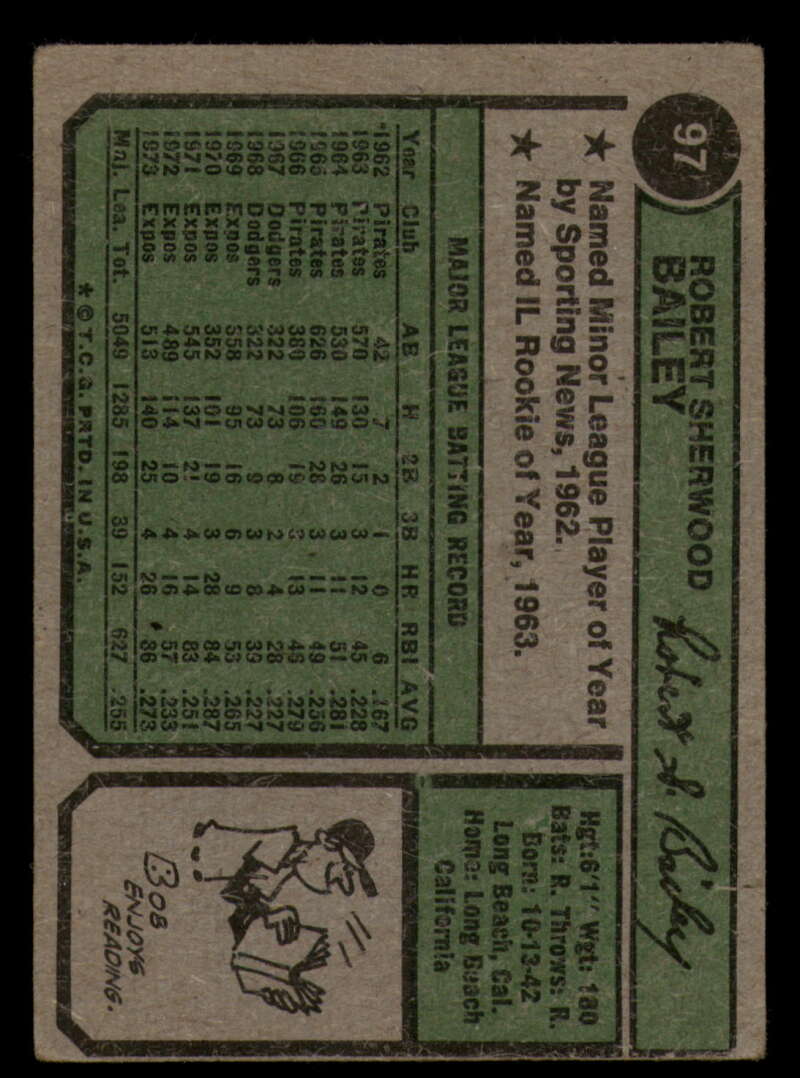 97
ROBERT SHERWOOD
BAILEY
Robert S. Bailey
★ Named Minor League Player of Year
by Sporting News, 1962.
★ Named IL Rookie of Year, 1963.
MAJOR LEAGUE BATTING RECORD
Year Club AB H 2B 3B HR RBI AVG
1962 Pirates 42 7 2 1 0 6 .167
1963 Pirates 570 130 15 3 12 45 .228
1964 Pirates 530 149 26 3 11 51 .281
1965 Pirates 626 160 28 3 11 49 .256
1966 Pirates 380 106 19 3 13 46 .279
1967 Dodgers 322 73 8 2 4 28 .227
1968 Dodgers 322 73 9 3 8 39 .227
1969 Expos 358 95 16 6 9 53 .265
1970 Expos 352 101 19 3 28 84 .287
1971 Expos 545 137 21 4 14 83 .251
1972 Expos 489 114 10 4 16 57 .233
1973 Expos 513 140 25 4 26 86 .273
Maj. Lea. Tot. 5049 1285 198 39 152 627 .255
* © T.C.G. PRTD. IN U.S.A.
Hgt: 6'1" Wgt: 180
Bats: R. Throws: R.
Born: 10-13-42
Long Beach, Cal.
Home: Long Beach
California
BOB
ENJOYS
READING.